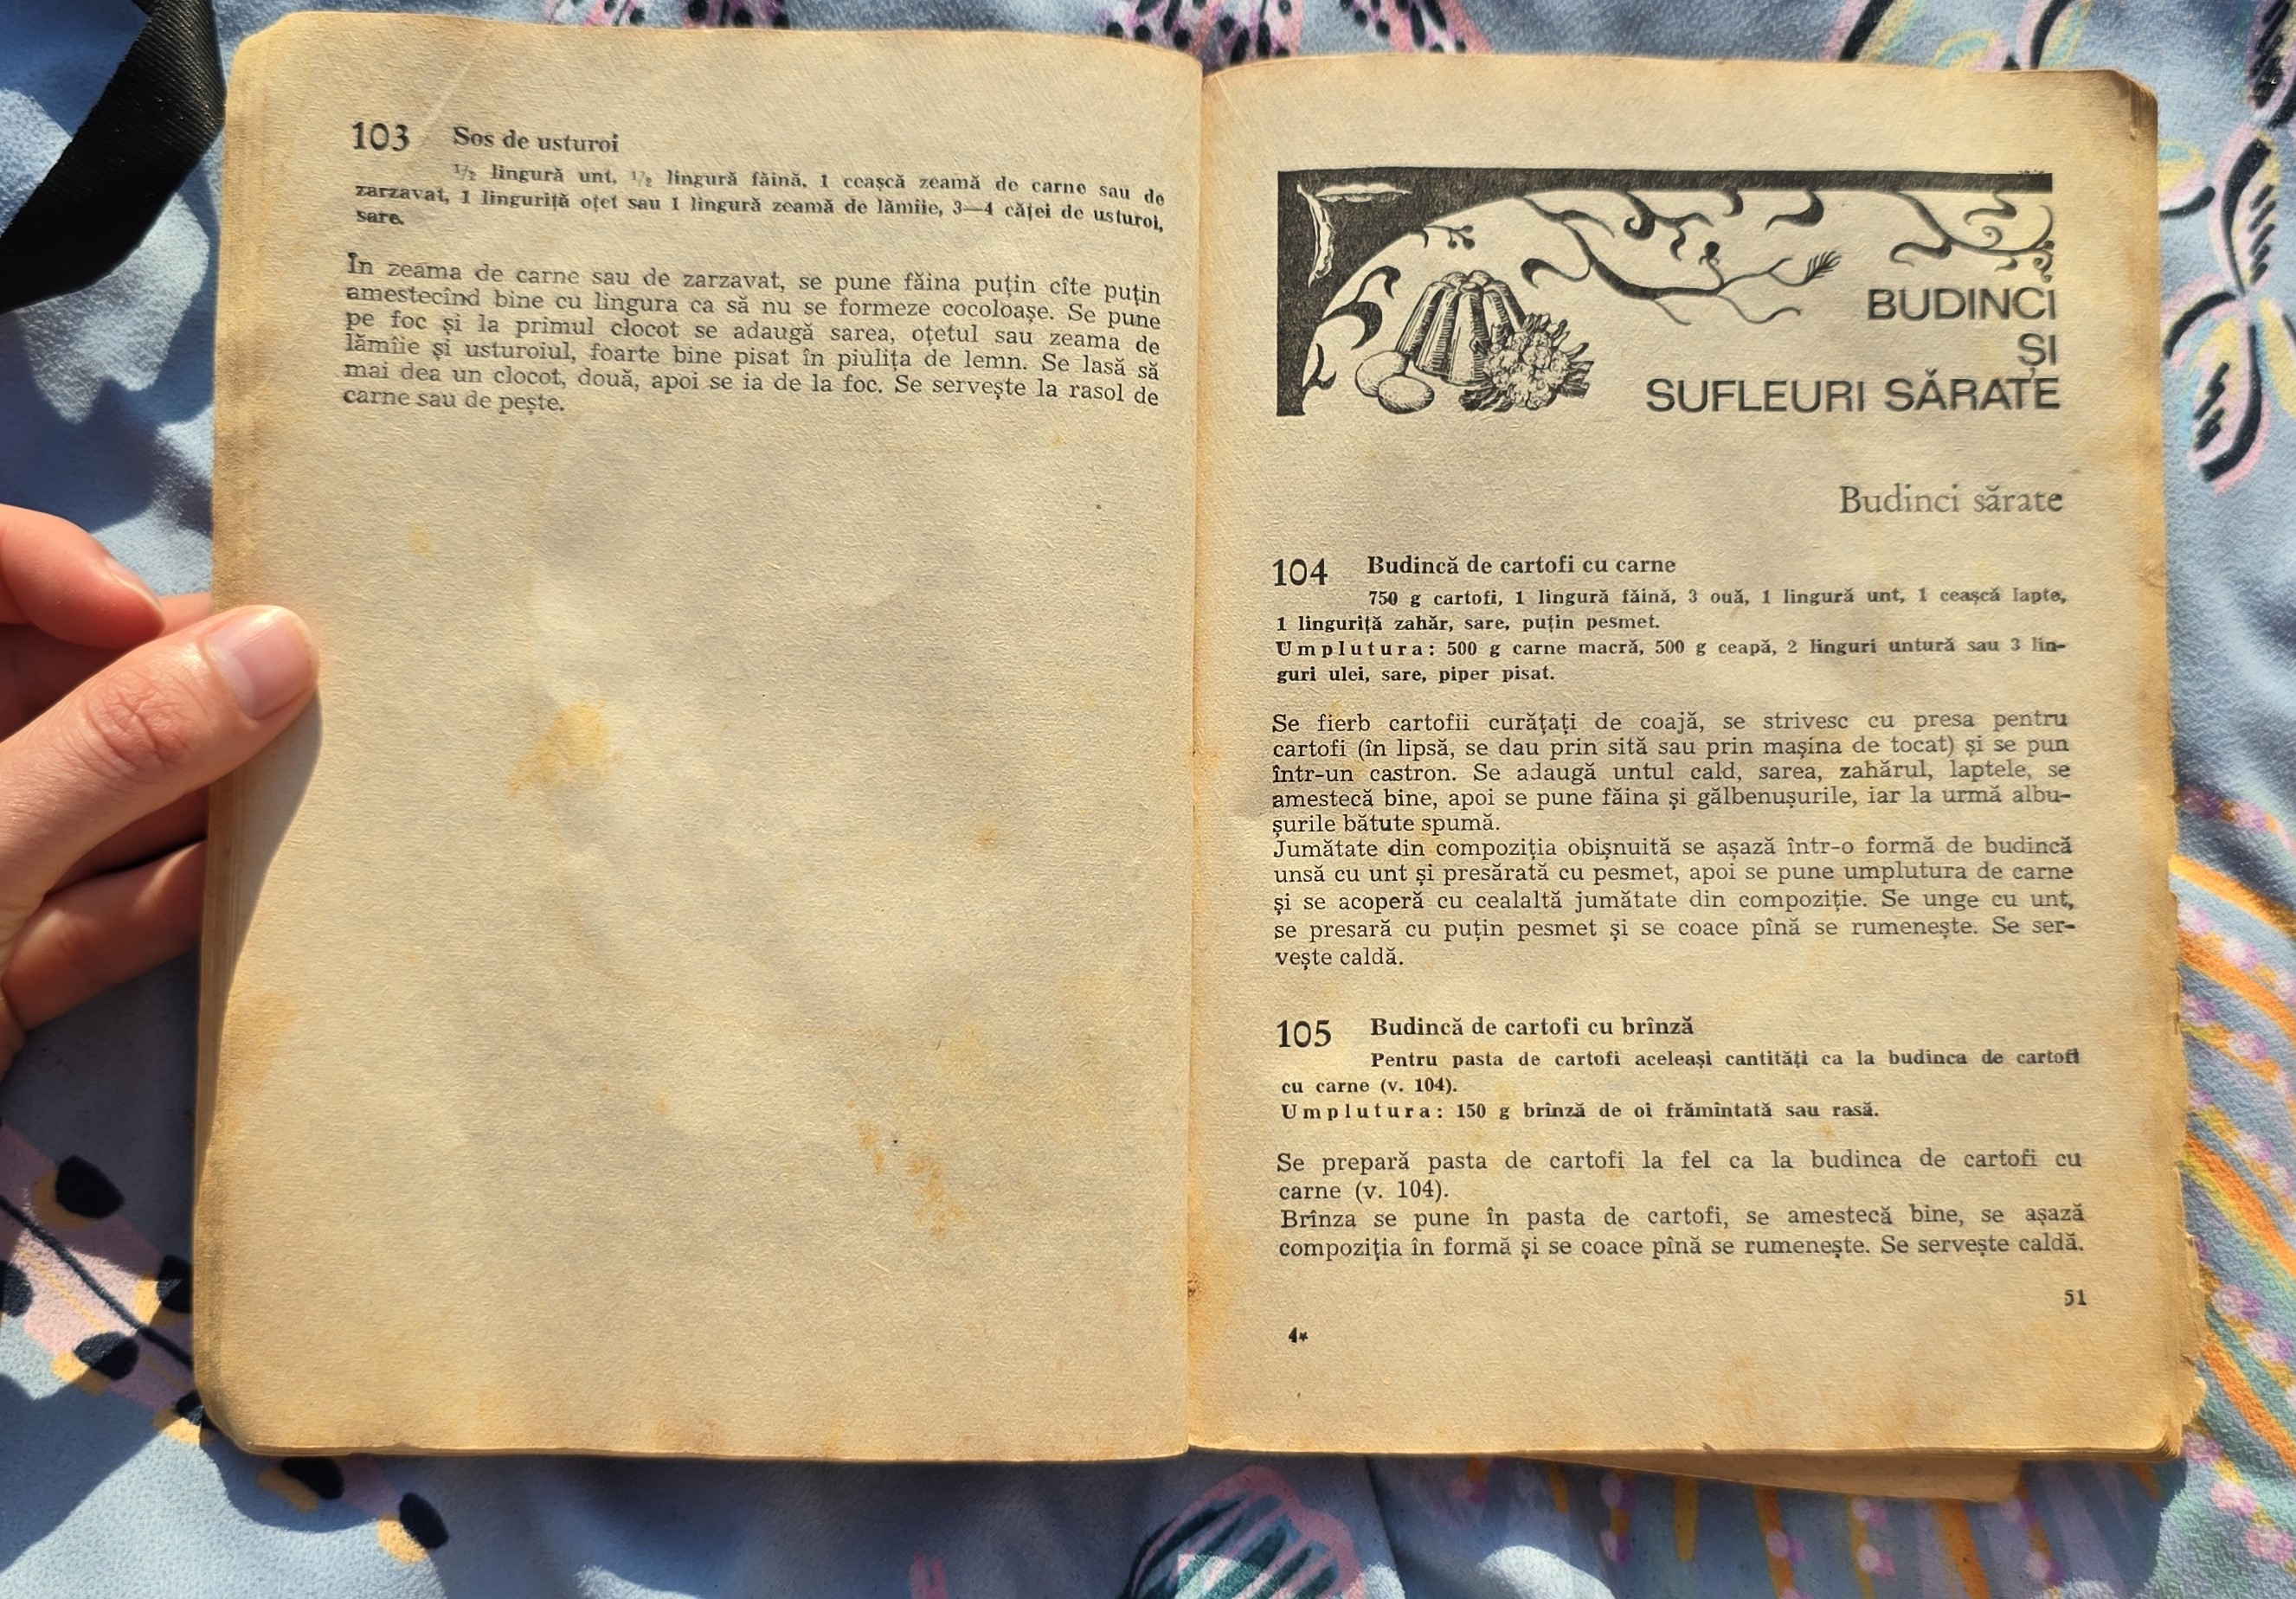 103 Sos de usturoi
1/2 lingură unt, 1/2 lingură făină, 1 ceașcă zeamă de carne sau de
zarzavat, 1 linguriță oțet sau 1 lingură zeamă de lămîie, 3—4 căței de usturoi,
sare.
În zeama de carne sau de zarzavat, se pune făina puțin cîte puțin
amestecînd bine cu lingura ca să nu se formeze cocoloașe. Se pune
pe foc și la primul clocot se adaugă sarea, oțetul sau zeama de
lămîie și usturoiul, foarte bine pisat în piulița de lemn. Se lasă să
mai dea un clocot, două, apoi se ia de la foc. Se servește la rasol de
carne sau de pește.
BUDINCI
ȘI
SUFLEURI SĂRATE
Budinci sărate
104 Budincă de cartofi cu carne
750 g cartofi, 1 lingură făină, 3 ouă, 1 lingură unt, 1 ceașcă lapte,
1 linguriță zahăr, sare, puțin pesmet.
Umplutura: 500 g carne macră, 500 g ceapă, 2 linguri untură sau 3 lin-
guri ulei, sare, piper pisat.
Se fierb cartofii curățați de coajă, se strivesc cu presa pentru
cartofi (în lipsă, se dau prin sită sau prin mașina de tocat) și se pun
într-un castron. Se adaugă untul cald, sarea, zahărul, laptele, se
amestecă bine, apoi se pune făina și gălbenușurile, iar la urmă albu-
șurile bătute spumă.
Jumătate din compoziția obișnuită se așază într-o formă de budincă
unsă cu unt și presărată cu pesmet, apoi se pune umplutura de carne
și se acoperă cu cealaltă jumătate din compoziție. Se unge cu unt,
se presară cu puțin pesmet și se coace pînă se rumenește. Se ser-
vește caldă.
105 Budincă de cartofi cu brînză
Pentru pasta de cartofi aceleași cantități ca la budinca de cartofi
cu carne (v. 104).
Umplutura: 150 g brînză de oi frămîntată sau rasă.
Se prepară pasta de cartofi la fel ca la budinca de cartofi cu
carne (v. 104).
Brînza se pune în pasta de cartofi, se amestecă bine, se așază
compoziția în formă și se coace pînă se rumenește. Se servește caldă.
51
4*